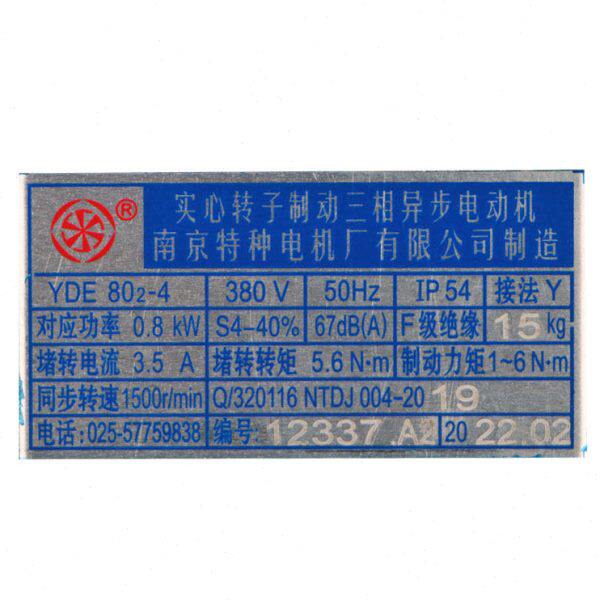 ®
实心转子制动三相异步电动机
南京特种电机厂有限公司制造
YDE 802-4 380 V 50Hz IP 54 接法 Y
对应功率 0.8 kW S4-40% 67dB(A) F级绝缘 15 kg
堵转电流 3.5 A 堵转转矩 5.6 N·m 制动力矩 1~6 N·m
同步转速 1500r/min Q/320116 NTDJ 004-20 19
电话:025-57759838 编号: 12337 A2 20 22.02